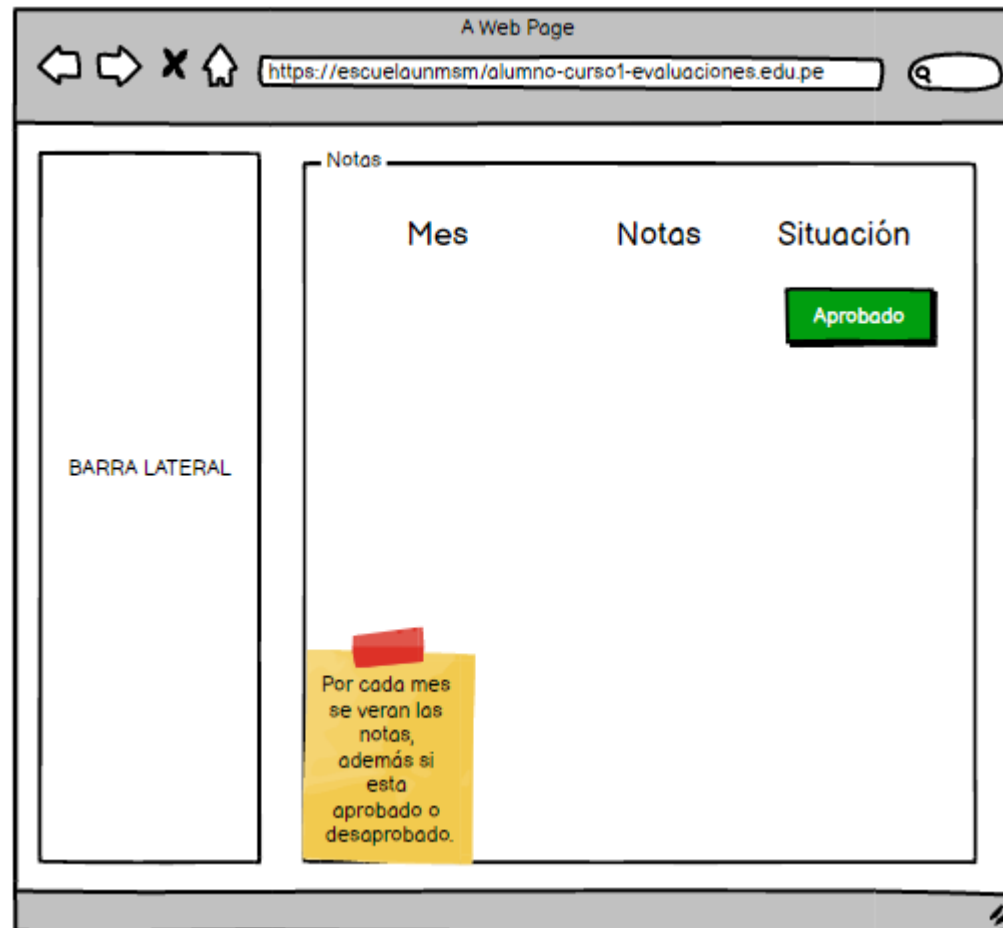 A Web Page
https://escuelaunmsm/alumno-curso1-evaluaciones.edu.pe
Notas
Mes Notas Situación
Aprobado
BARRA LATERAL
Por cada mes
se veran las
notas,
además si
esta
aprobado o
desaprobado.